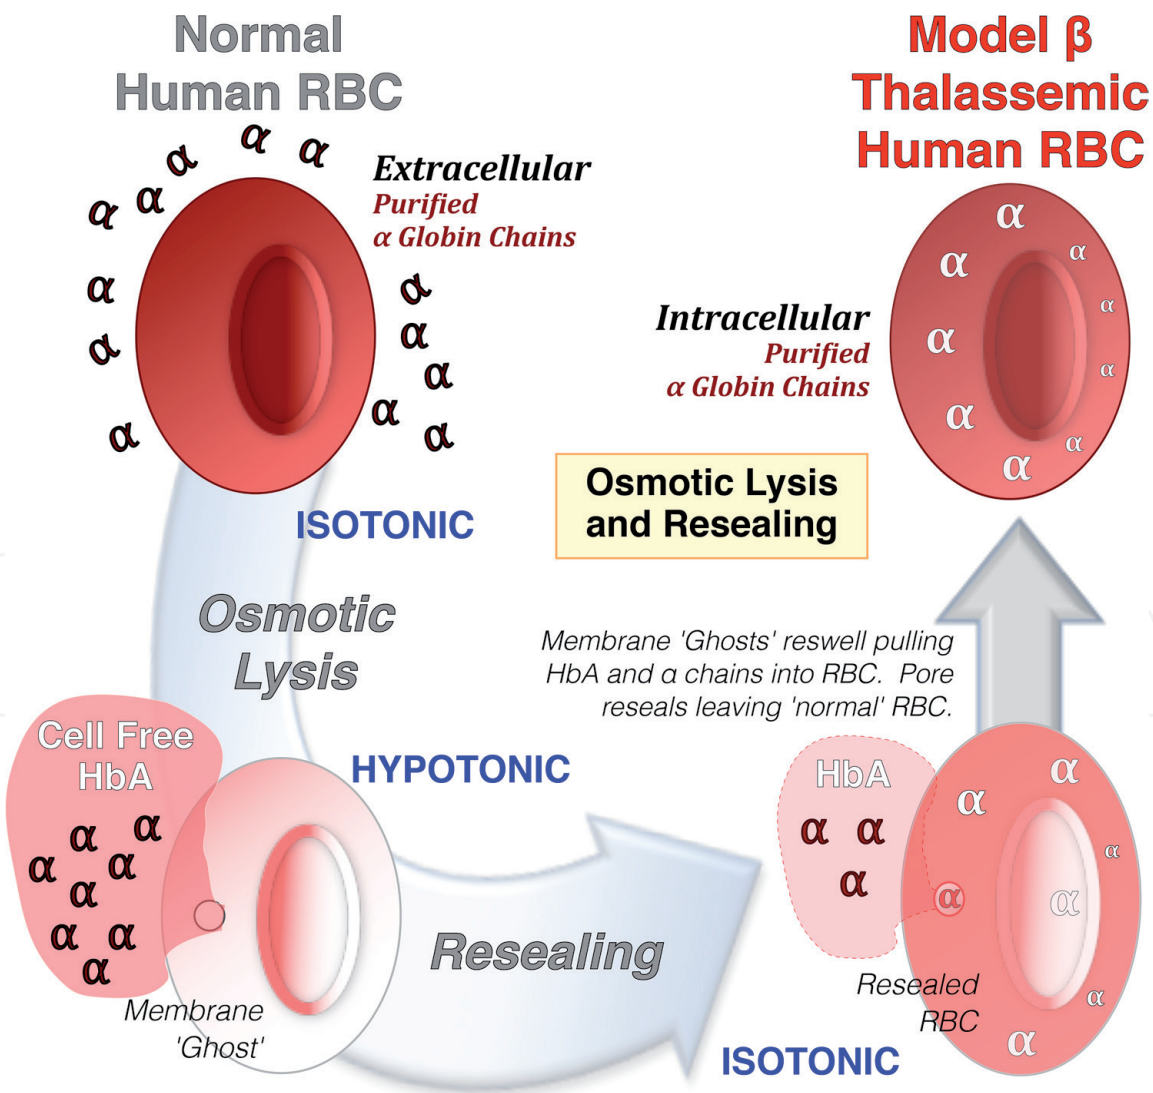 Normal
Human RBC
α α α
α α
Extracellular
Purified
α Globin Chains
α
α
α
α
α
α
α
α
ISOTONIC
Model β
Thalassemic
Human RBC
α
α
α
α
α
α
α
α
α
Intracellular
Purified
α Globin Chains
Osmotic Lysis
and Resealing
Osmotic
Lysis
Membrane 'Ghosts' reswell pulling
HbA and α chains into RBC. Pore
reseals leaving 'normal' RBC.
Cell Free
HbA
α α
α α
α
α α
α
HYPOTONIC
Membrane
'Ghost'
Resealing
HbA
α α
α
α
α
α
α
α
α
α
Resealed
RBC
ISOTONIC